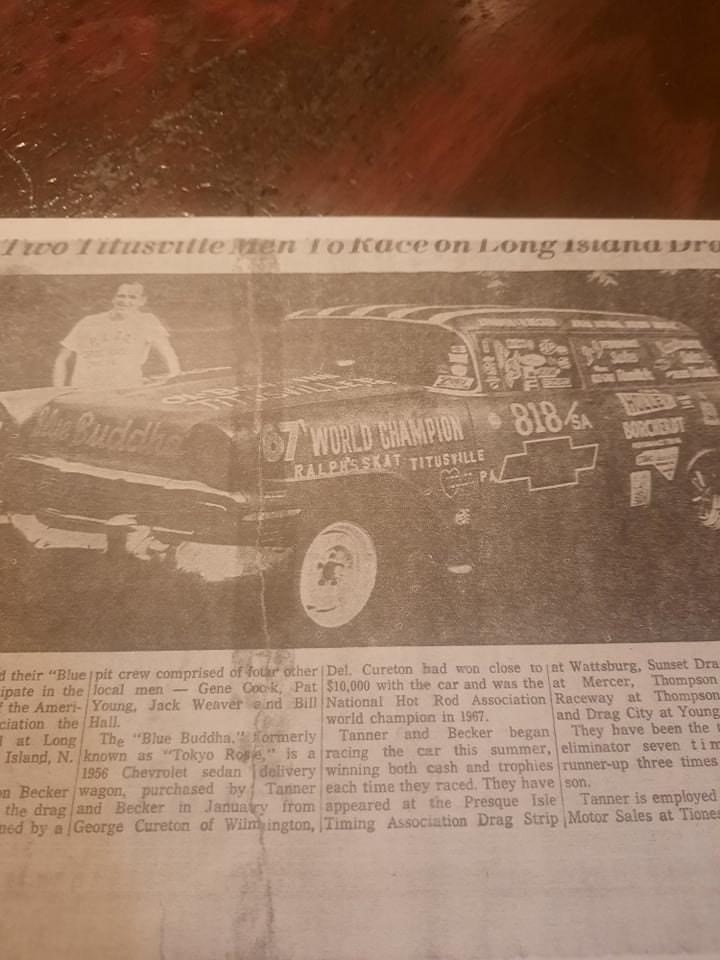 Two Titusville Men To Race on Long Island Dra
Blue Buddha
TITUSVILLE
67 WORLD CHAMPION
RALPH'S SKAT TITUSVILLE
PA
818/SA
BORCHERDT
d their "Blue
ipate in the
f the Ameri-
ciation the
l at Long
Island, N.
on Becker
the drag
ned by a
pit crew comprised of four other
local men — Gene Cook, Pat
Young, Jack Weaver and Bill
Hall.
The "Blue Buddha," formerly
known as "Tokyo Rose," is a
1956 Chevrolet sedan delivery
wagon, purchased by Tanner
and Becker in January from
George Cureton of Wilmington,
Del. Cureton had won close to
$10,000 with the car and was the
National Hot Rod Association
world champion in 1967.
Tanner and Becker began
racing the car this summer,
winning both cash and trophies
each time they raced. They have
appeared at the Presque Isle
Timing Association Drag Strip
at Wattsburg, Sunset Dra
at Mercer, Thompson
Raceway at Thompson
and Drag City at Young
They have been the t
eliminator seven tim
runner-up three times
son.
Tanner is employed
Motor Sales at Tiones